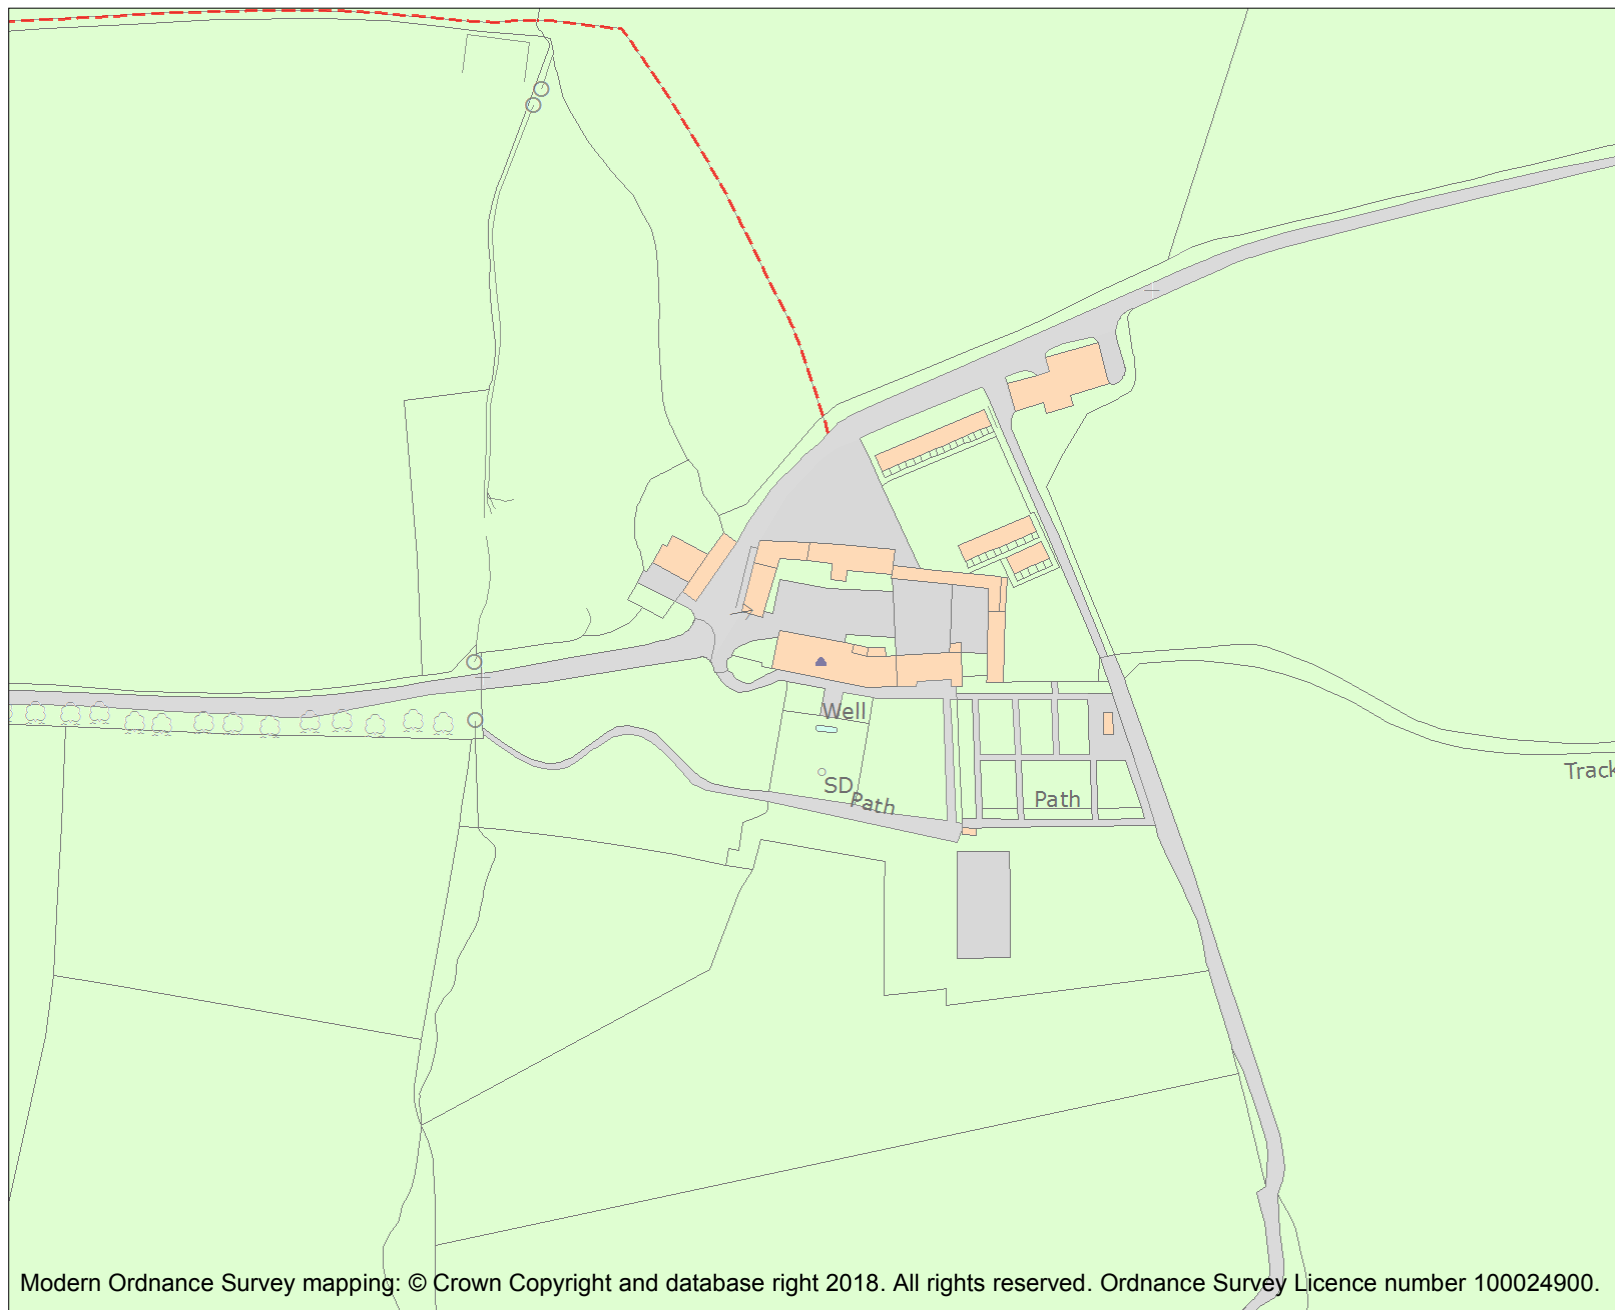 Well
SD
Path
Path
Track
Modern Ordnance Survey mapping: © Crown Copyright and database right 2018. All rights reserved. Ordnance Survey Licence number 100024900.